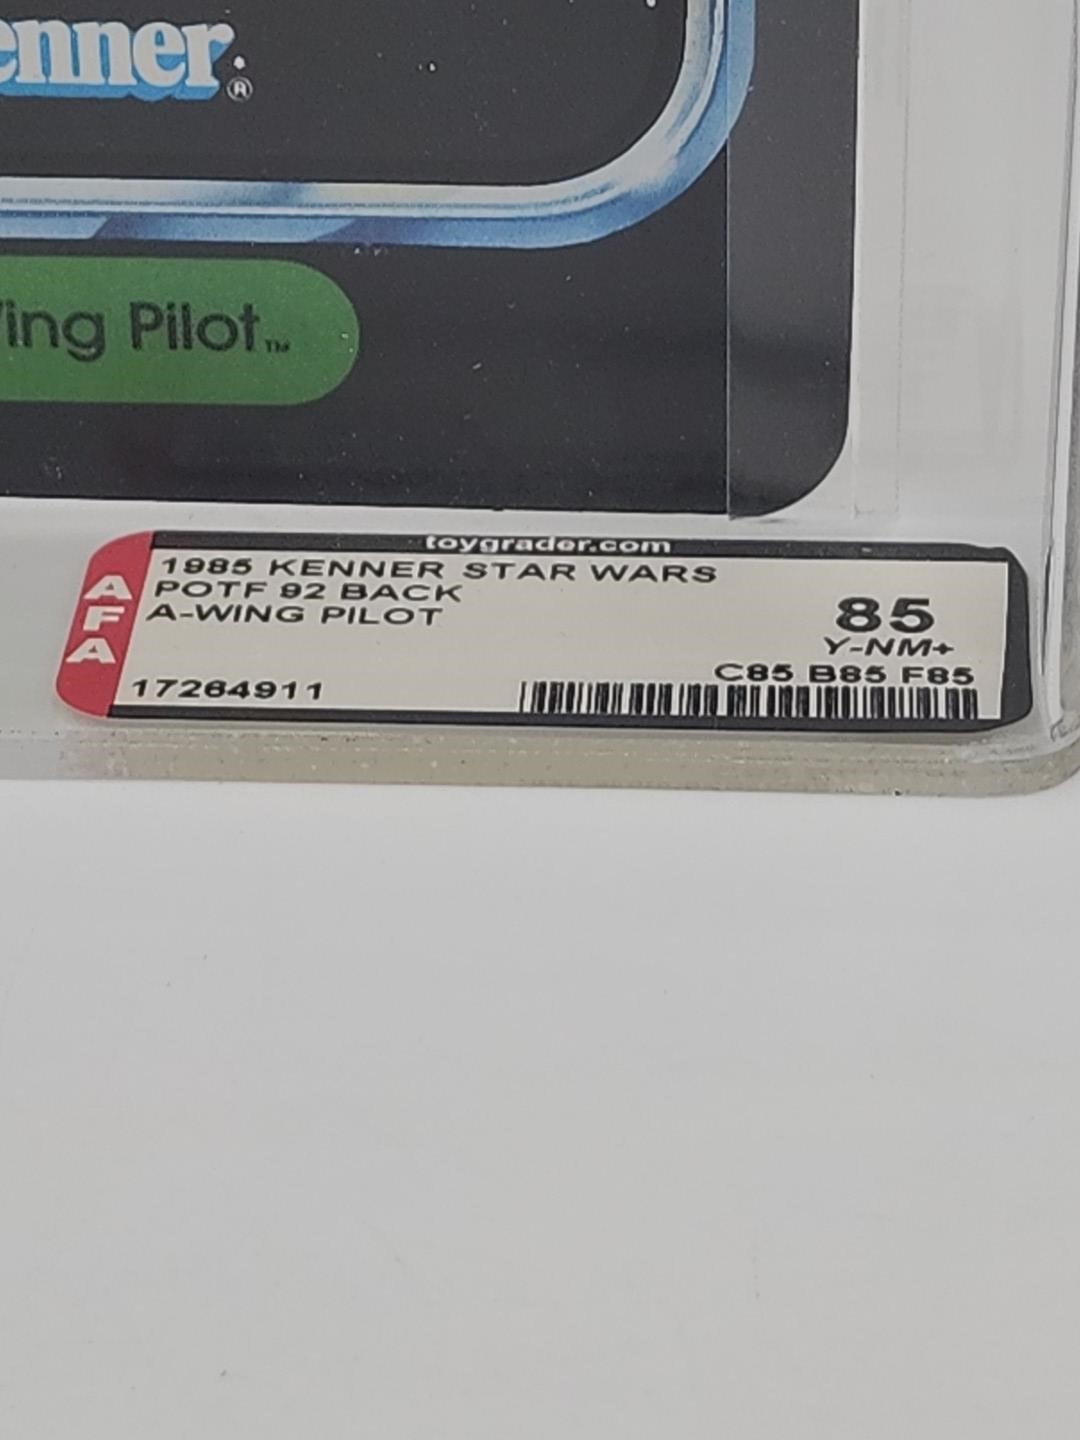 enner®
ing Pilot™
toygrader.com
AFA
1985 KENNER STAR WARS
POTF 92 BACK
A-WING PILOT
85
Y-NM+
C85 B85 F85
17264911